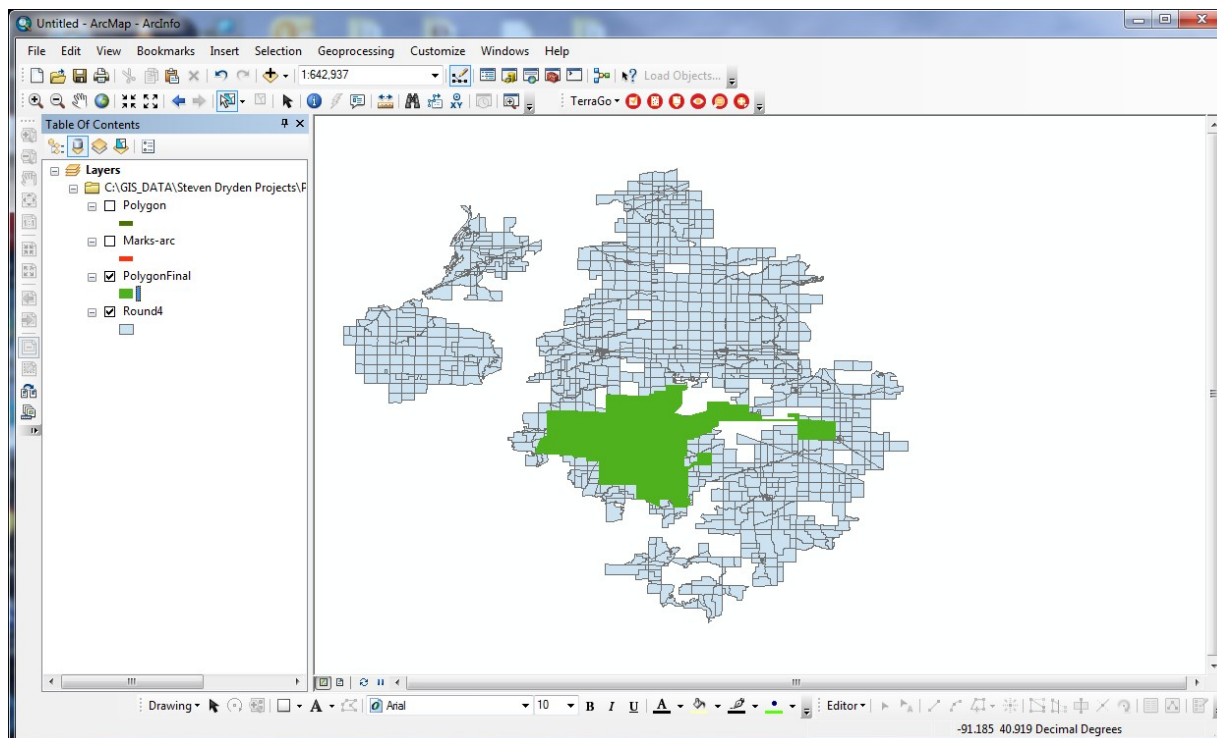 Untitled - ArcMap - ArcInfo
File Edit View Bookmarks Insert Selection Geoprocessing Customize Windows Help
1:642,937 Load Objects...
TerraGo
Table Of Contents
Layers
C:\GIS_DATA\Steven Dryden Projects\P
Polygon
Marks-arc
PolygonFinal
Round4
Drawing A Arial 10 B I U A Editor
-91.185 40.919 Decimal Degrees